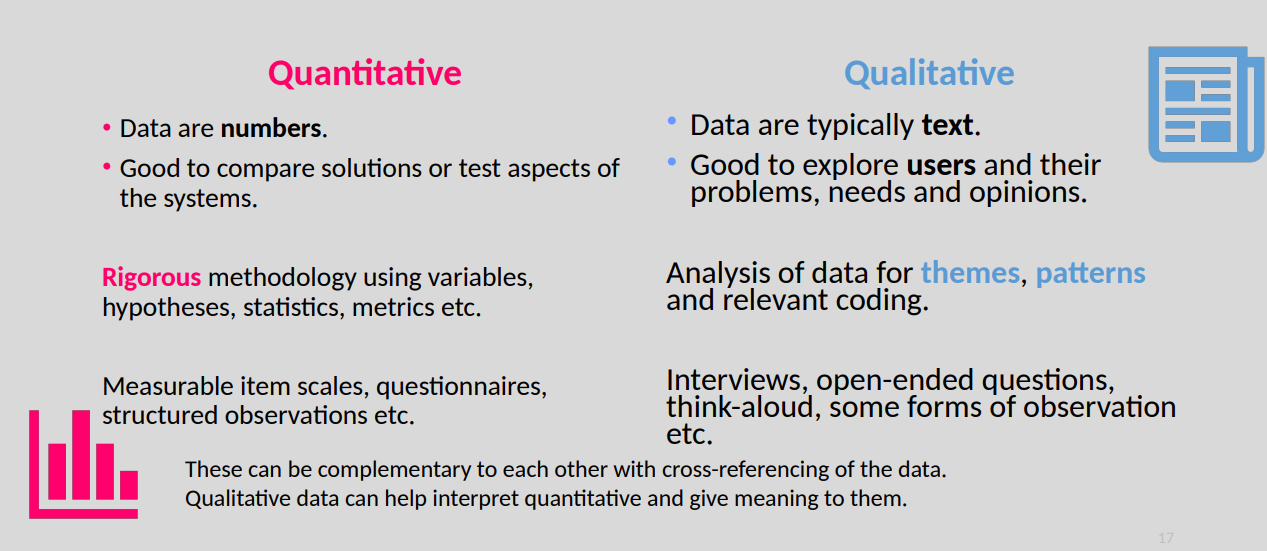 Quantitative
• Data are numbers.
• Good to compare solutions or test aspects of
the systems.
Rigorous methodology using variables,
hypotheses, statistics, metrics etc.
Measurable item scales, questionnaires,
structured observations etc.
Qualitative
• Data are typically text.
• Good to explore users and their
problems, needs and opinions.
Analysis of data for themes, patterns
and relevant coding.
Interviews, open-ended questions,
think-aloud, some forms of observation
etc.
These can be complementary to each other with cross-referencing of the data.
Qualitative data can help interpret quantitative and give meaning to them.
17